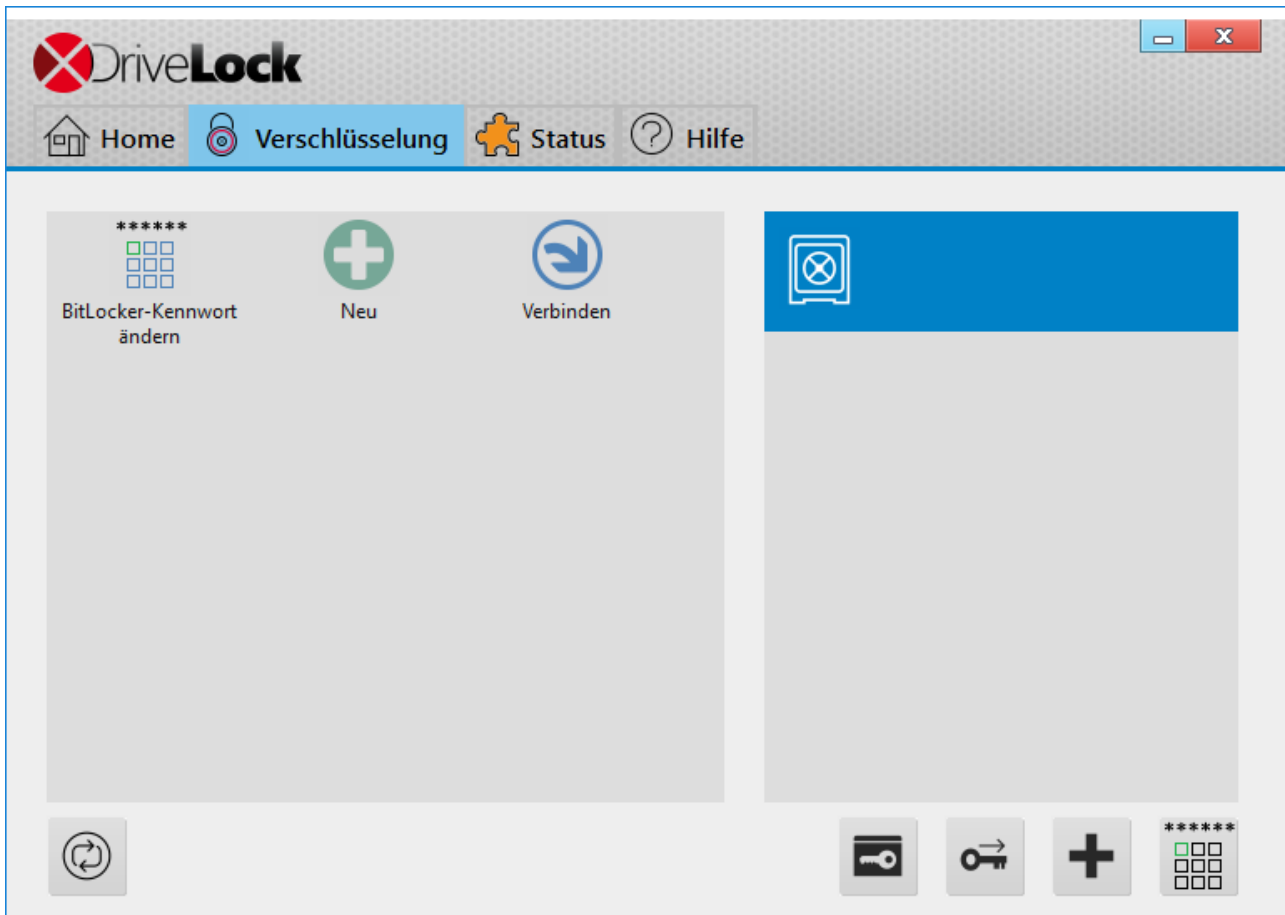 DriveLock
Home Verschlüsselung Status Hilfe
******
BitLocker-Kennwort
ändern
Neu
Verbinden
******